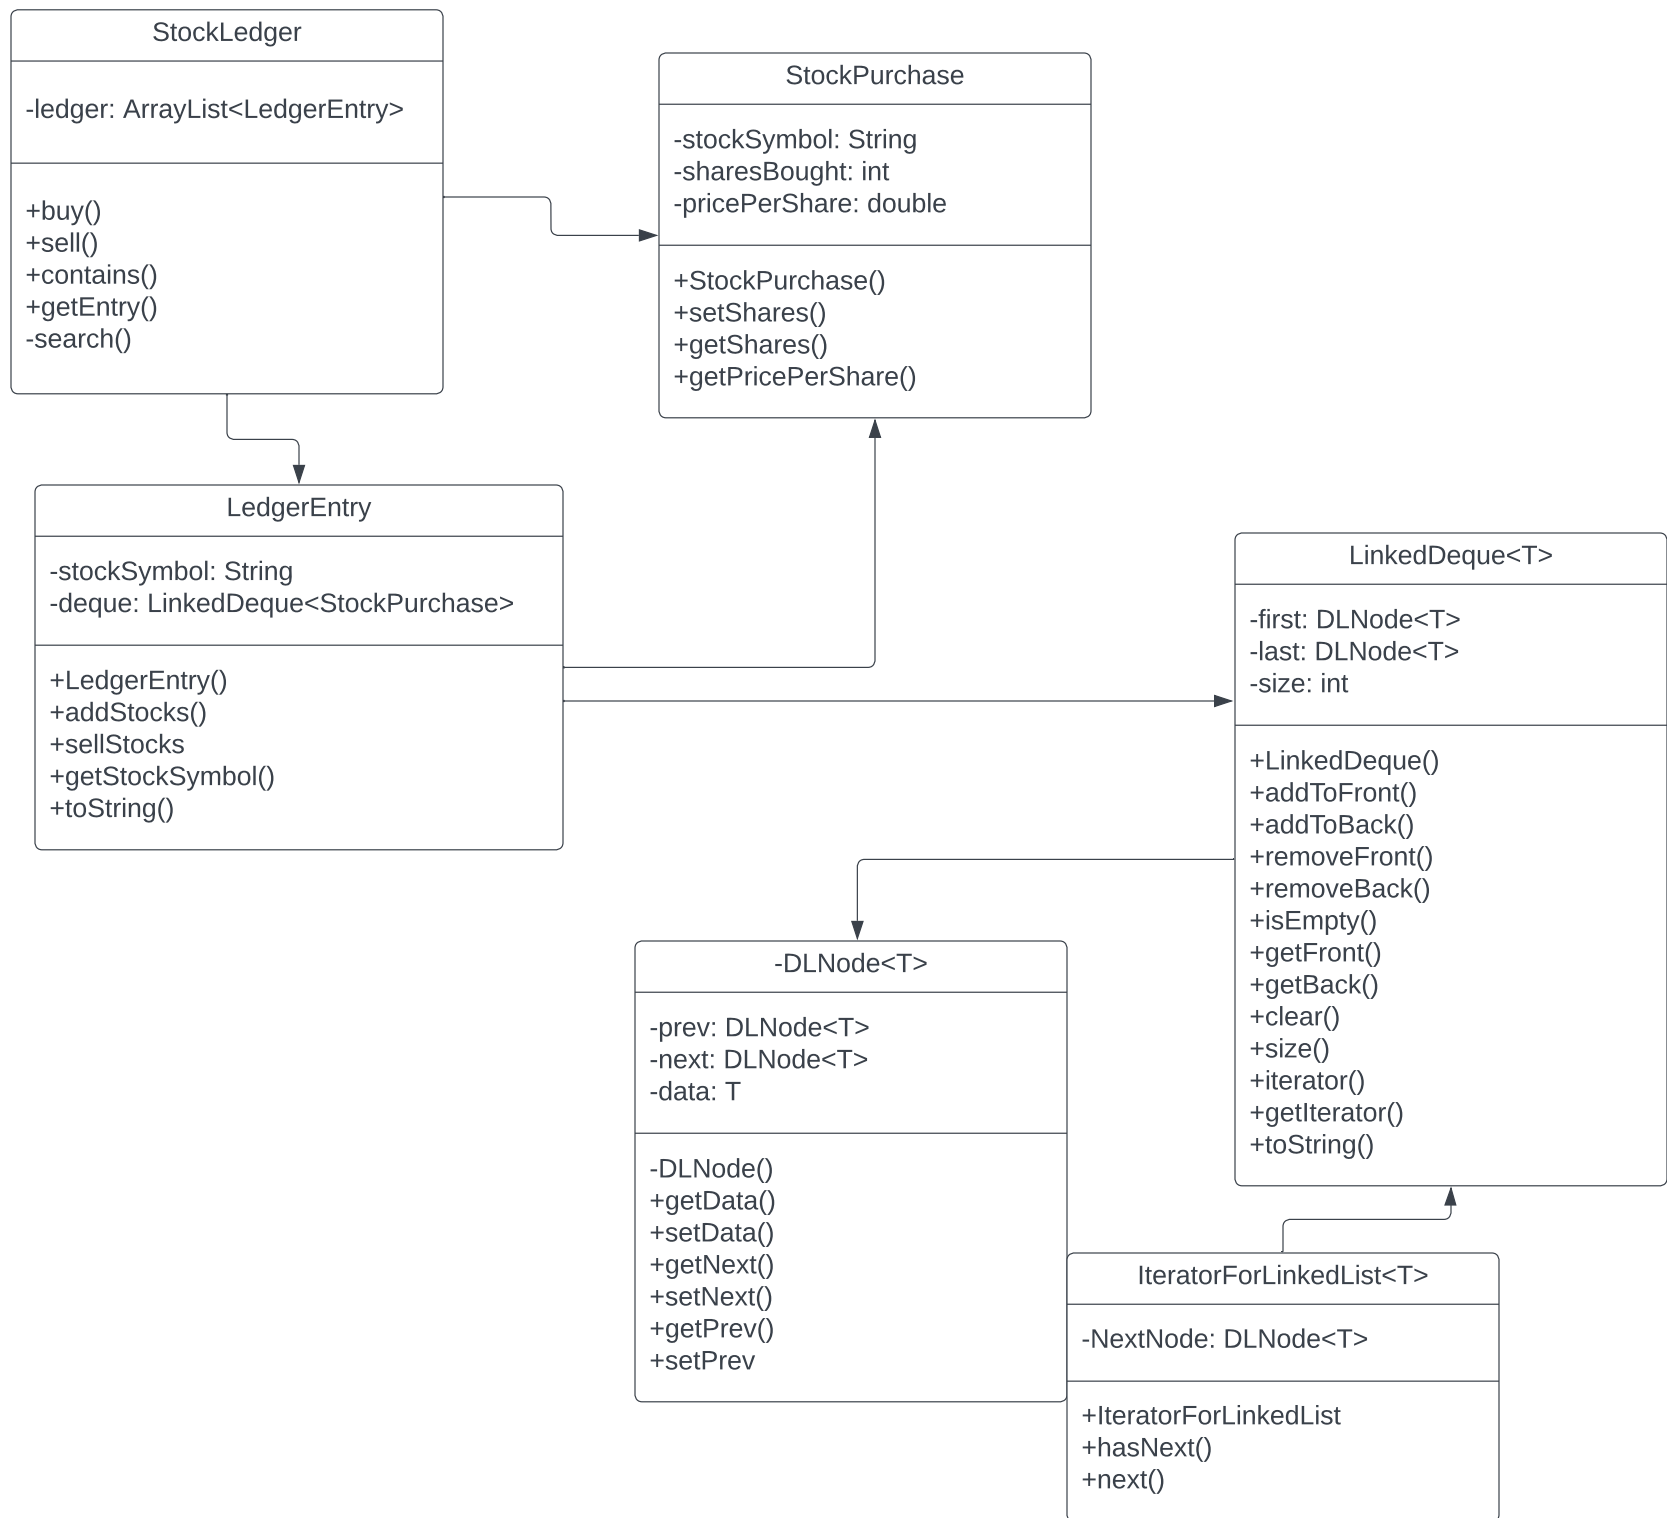 StockLedger
-ledger: ArrayList<LedgerEntry>
+buy()
+sell()
+contains()
+getEntry()
-search()
StockPurchase
-stockSymbol: String
-sharesBought: int
-pricePerShare: double
+StockPurchase()
+setShares()
+getShares()
+getPricePerShare()
LedgerEntry
-stockSymbol: String
-deque: LinkedDeque<StockPurchase>
+LedgerEntry()
+addStocks()
+sellStocks
+getStockSymbol()
+toString()
LinkedDeque<T>
-first: DLNode<T>
-last: DLNode<T>
-size: int
+LinkedDeque()
+addToFront()
+addToBack()
+removeFront()
+removeBack()
+isEmpty()
+getFront()
+getBack()
+clear()
+size()
+iterator()
+getIterator()
+toString()
-DLNode<T>
-prev: DLNode<T>
-next: DLNode<T>
-data: T
-DLNode()
+getData()
+setData()
+getNext()
+setNext()
+getPrev()
+setPrev
IteratorForLinkedList<T>
-NextNode: DLNode<T>
+IteratorForLinkedList
+hasNext()
+next()